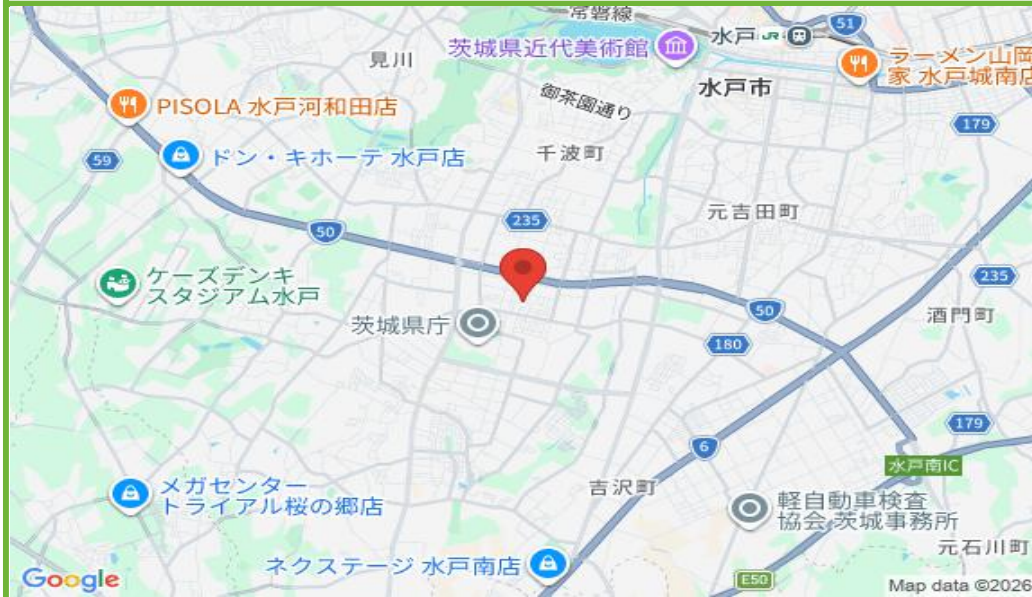 常磐線
51
水戸 JR
茨城県近代美術館
見川
ラーメン山岡
家 水戸城南店
水戸市
御茶園通り
PISOLA 水戸河和田店
179
59
ドン・キホーテ 水戸店
千波町
元吉田町
235
50
235
ケーズデンキ
スタジアム水戸
50
酒門町
茨城県庁
180
179
6
水戸南IC
メガセンター
トライアル桜の郷店
吉沢町
軽自動車検査
協会 茨城事務所
元石川町
ネクステージ 水戸南店
E50
Google
Map data ©2026